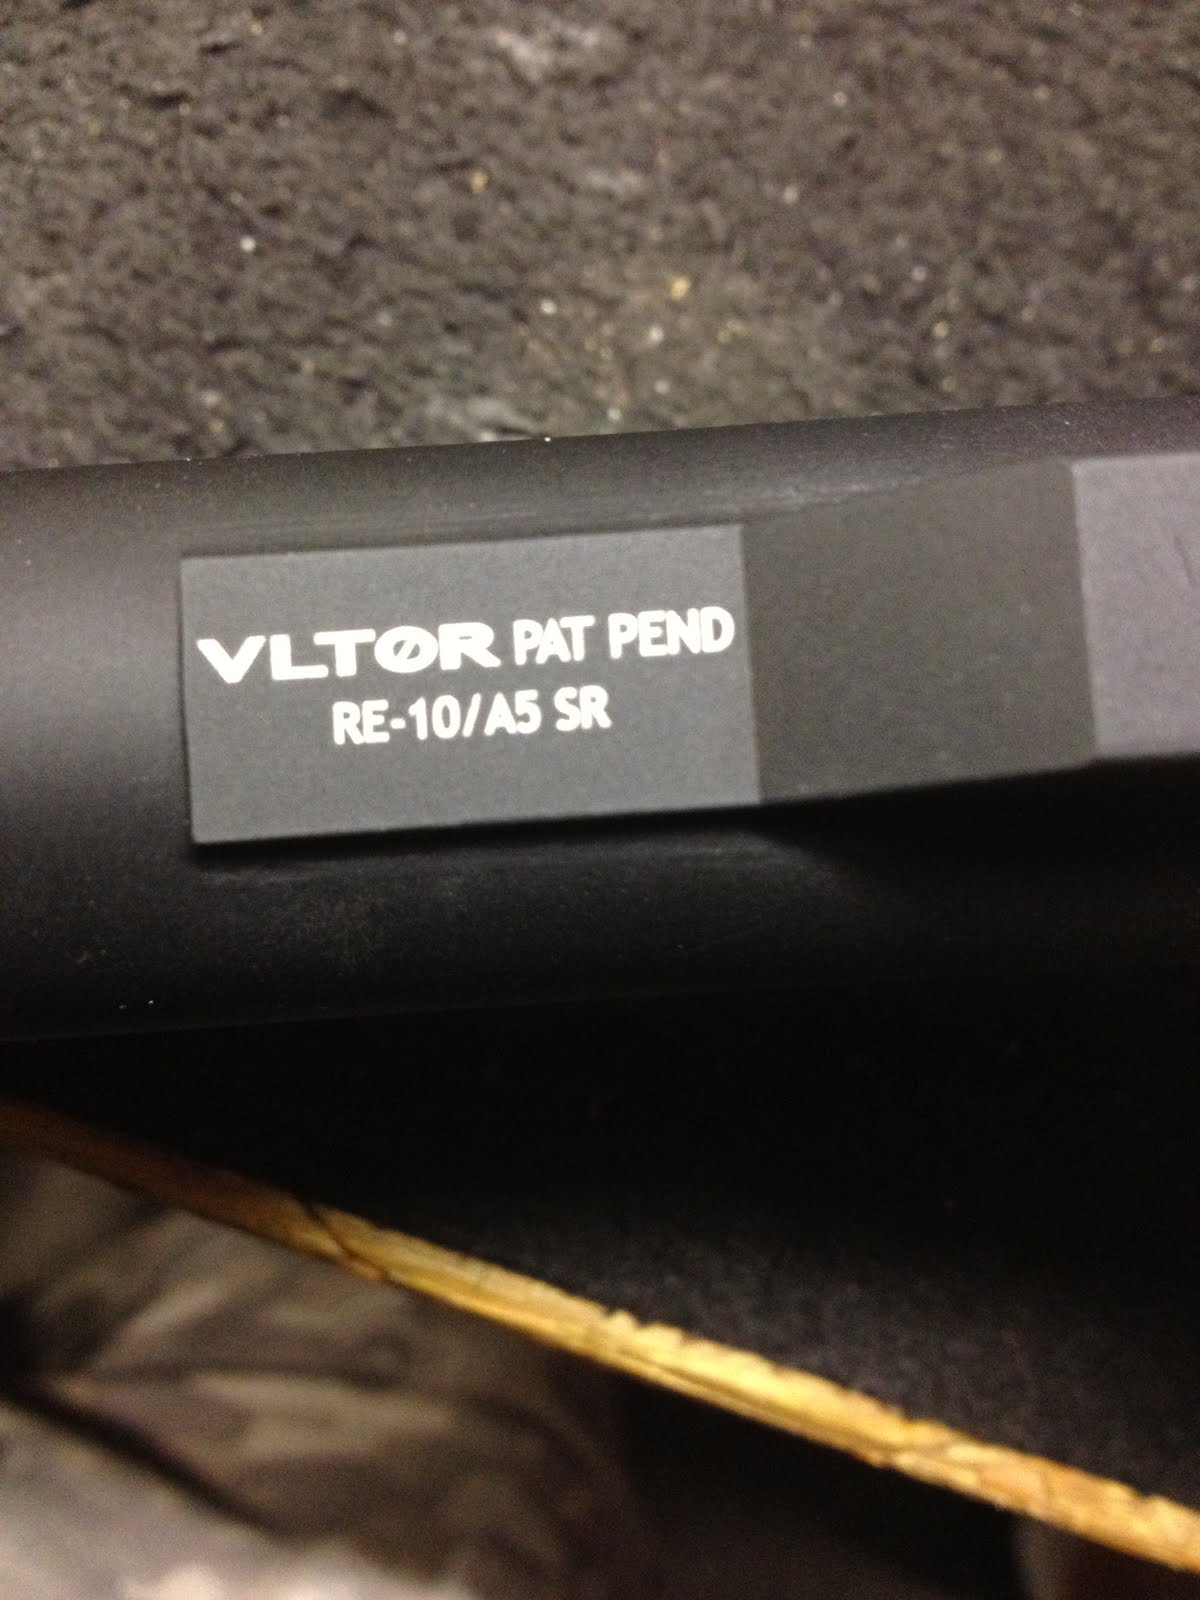 VLTØR PAT PEND
RE-10/A5 SR